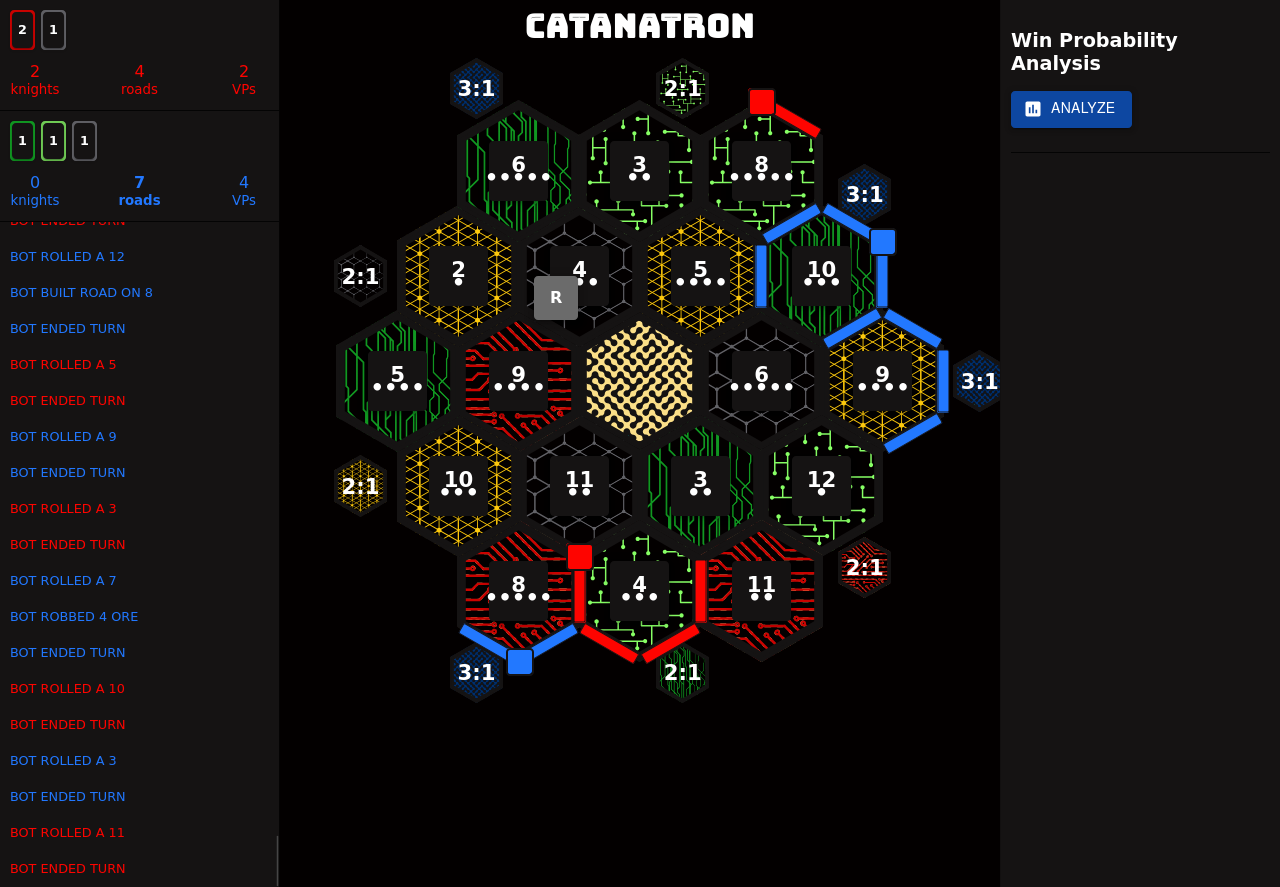 2 1
2 4 2
knights roads VPs
1 1 1
0 7 4
knights roads VPs
BOT ENDED TURN
BOT ROLLED A 12
BOT BUILT ROAD ON 8
BOT ENDED TURN
BOT ROLLED A 5
BOT ENDED TURN
BOT ROLLED A 9
BOT ENDED TURN
BOT ROLLED A 3
BOT ENDED TURN
BOT ROLLED A 7
BOT ROBBED 4 ORE
BOT ENDED TURN
BOT ROLLED A 10
BOT ENDED TURN
BOT ROLLED A 3
BOT ENDED TURN
BOT ROLLED A 11
BOT ENDED TURN
CATANATRON
3:1 2:1
6 3 8
3:1
2 4 5 10
2:1
R
5 9 6 9
3:1
10 11 3 12
2:1
8 4 11
2:1
3:1 2:1
Win Probability
Analysis
ANALYZE